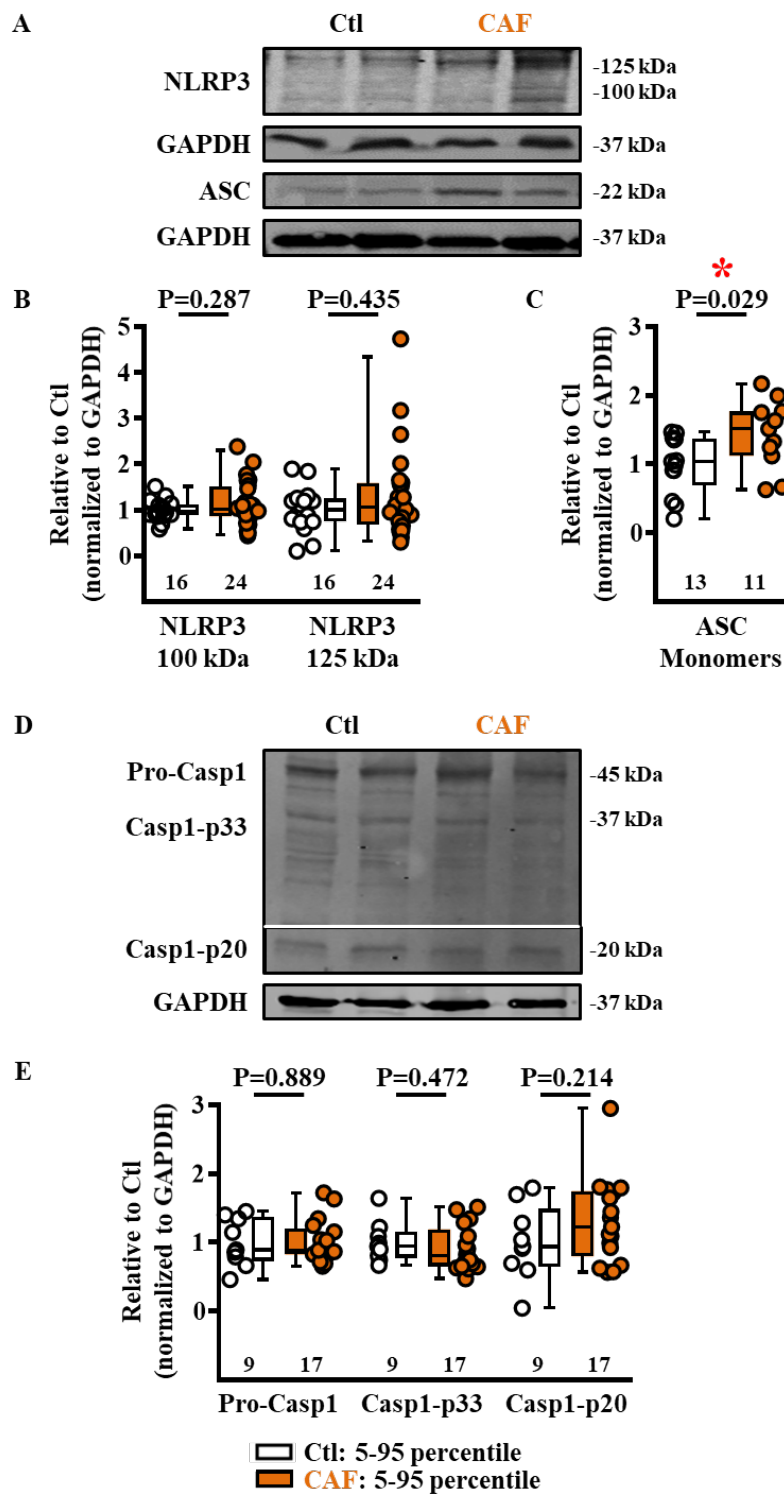 A
Ctl CAF
NLRP3
-125 kDa
-100 kDa
GAPDH -37 kDa
ASC -22 kDa
GAPDH -37 kDa
B
P=0.287 P=0.435
Relative to Ctl
(normalized to GAPDH)
5
4
3
2
1
0
16 24 16 24
NLRP3 NLRP3
100 kDa 125 kDa
C
*
P=0.029
Relative to Ctl
(normalized to GAPDH)
3
2
1
0
13 11
ASC
Monomers
D
Ctl CAF
Pro-Casp1 -45 kDa
Casp1-p33 -37 kDa
Casp1-p20 -20 kDa
GAPDH -37 kDa
E
P=0.889 P=0.472 P=0.214
Relative to Ctl
(normalized to GAPDH)
3
2
1
0
9 17 9 17 9 17
Pro-Casp1 Casp1-p33 Casp1-p20
Ctl: 5-95 percentile
CAF: 5-95 percentile